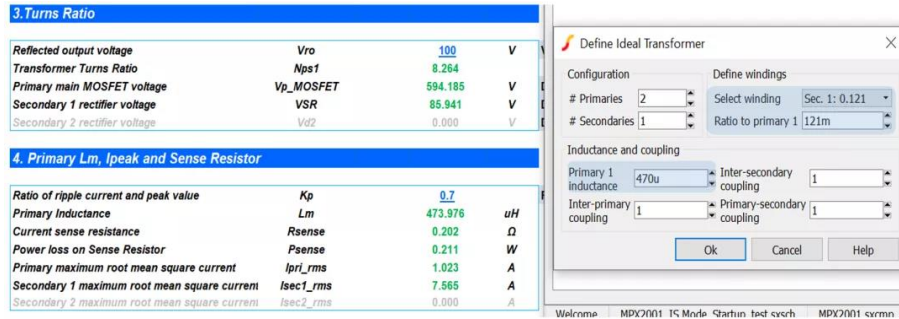 3.Turns Ratio
Reflected output voltage Vro 100 V
Transformer Turns Ratio Nps1 8.264
Primary main MOSFET voltage Vp_MOSFET 594.185 V
Secondary 1 rectifier voltage VSR 85.941 V
Secondary 2 rectifier voltage Vd2 0.000 V
4. Primary Lm, Ipeak and Sense Resistor
Ratio of ripple current and peak value Kp 0.7
Primary Inductance Lm 473.976 uH
Current sense resistance Rsense 0.202 Ω
Power loss on Sense Resistor Psense 0.211 W
Primary maximum root mean square current Ipri_rms 1.023 A
Secondary 1 maximum root mean square current Isec1_rms 7.565 A
Secondary 2 maximum root mean square current Isec2_rms 0.000 A
Define Ideal Transformer
Configuration
# Primaries 2
# Secondaries 1
Define windings
Select winding Sec. 1: 0.121
Ratio to primary 1 121m
Inductance and coupling
Primary 1 inductance 470u
Inter-secondary coupling 1
Inter-primary coupling 1
Primary-secondary coupling 1
Ok Cancel Help
Welcome MPX2001_IS Mode_Startup_test.sxsch MPX2001.sxcmp